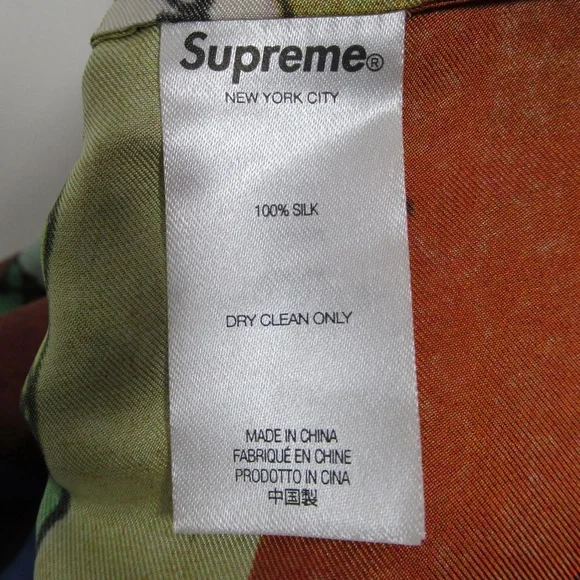 Supreme®
NEW YORK CITY
100% SILK
DRY CLEAN ONLY
MADE IN CHINA
FABRIQUÉ EN CHINE
PRODOTTO IN CINA
中国製